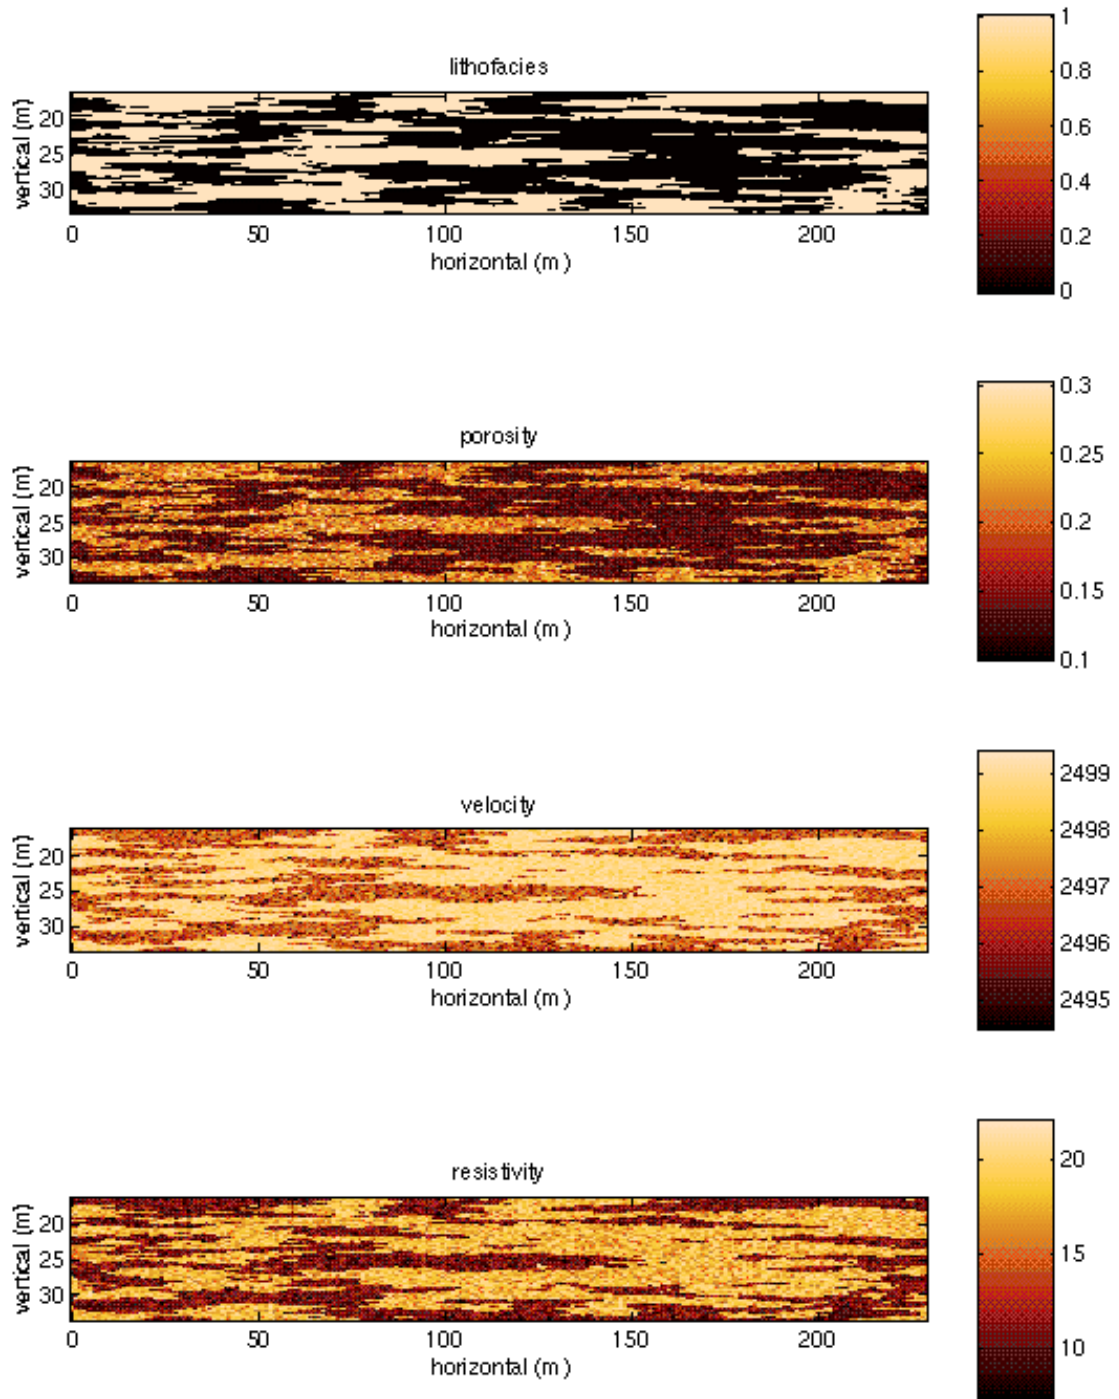 lithofacies
vertical (m)
20
25
30
0 50 100 150 200
horizontal (m)
1
0.8
0.6
0.4
0.2
0
porosity
vertical (m)
20
25
30
0 50 100 150 200
horizontal (m)
0.3
0.25
0.2
0.15
0.1
velocity
vertical (m)
20
25
30
0 50 100 150 200
horizontal (m)
2499
2498
2497
2496
2495
resistivity
vertical (m)
20
25
30
0 50 100 150 200
horizontal (m)
20
15
10